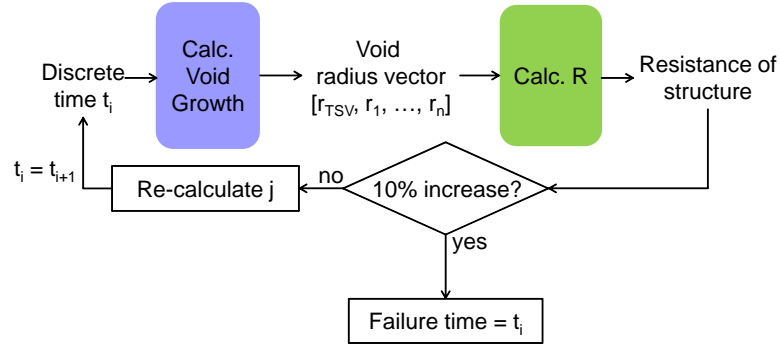 Discrete
time t_i
Calc.
Void
Growth
Void
radius vector
[r_TSV, r_1, …, r_n]
Calc. R
Resistance of
structure
t_i = t_{i+1}
Re-calculate j
no
10% increase?
yes
Failure time = t_i